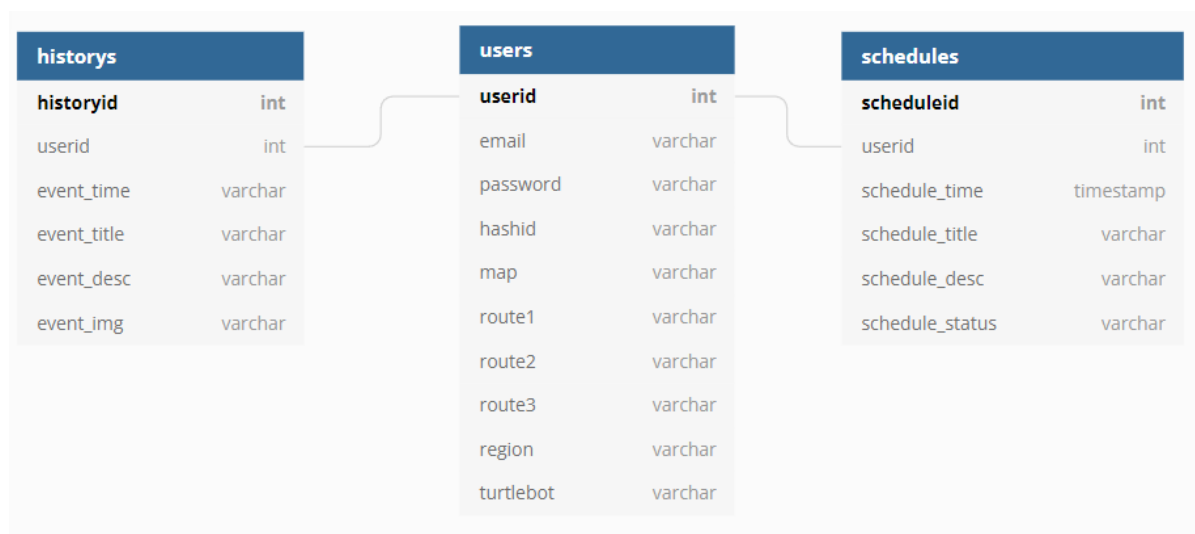 historys
historyid int
userid int
event_time varchar
event_title varchar
event_desc varchar
event_img varchar
users
userid int
email varchar
password varchar
hashid varchar
map varchar
route1 varchar
route2 varchar
route3 varchar
region varchar
turtlebot varchar
schedules
scheduleid int
userid int
schedule_time timestamp
schedule_title varchar
schedule_desc varchar
schedule_status varchar